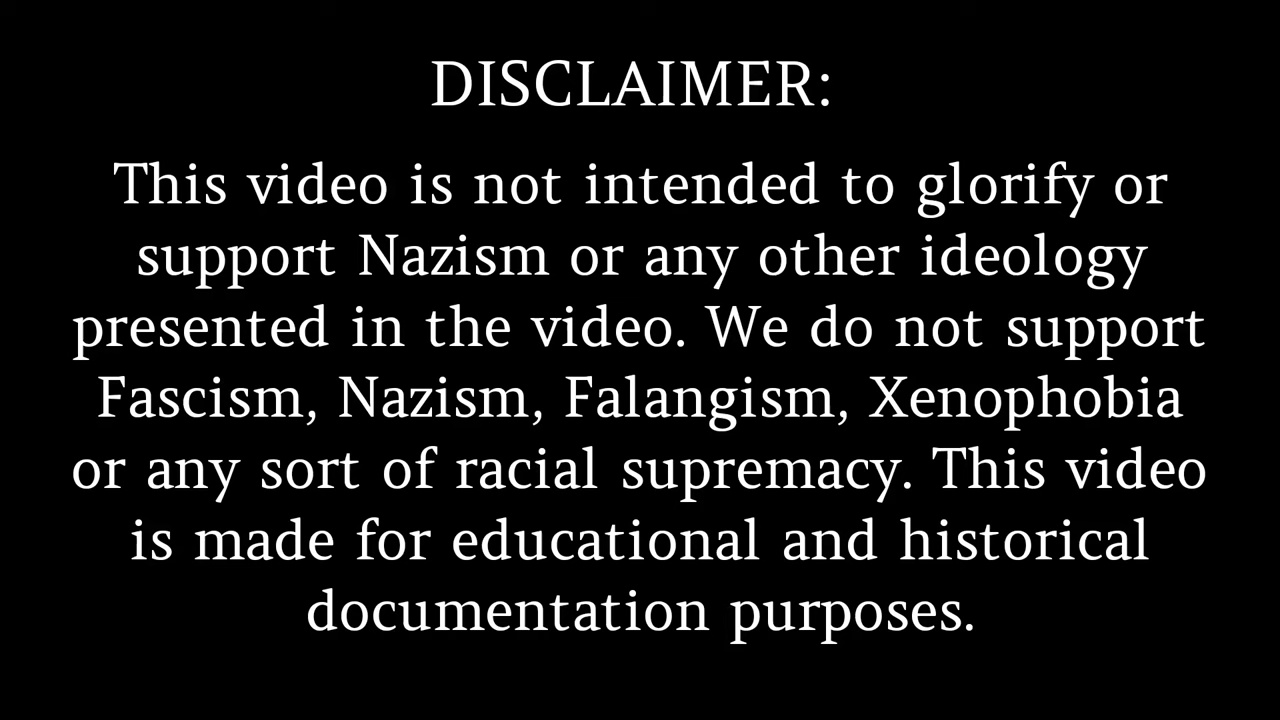 DISCLAIMER:
This video is not intended to glorify or
support Nazism or any other ideology
presented in the video. We do not support
Fascism, Nazism, Falangism, Xenophobia
or any sort of racial supremacy. This video
is made for educational and historical
documentation purposes.